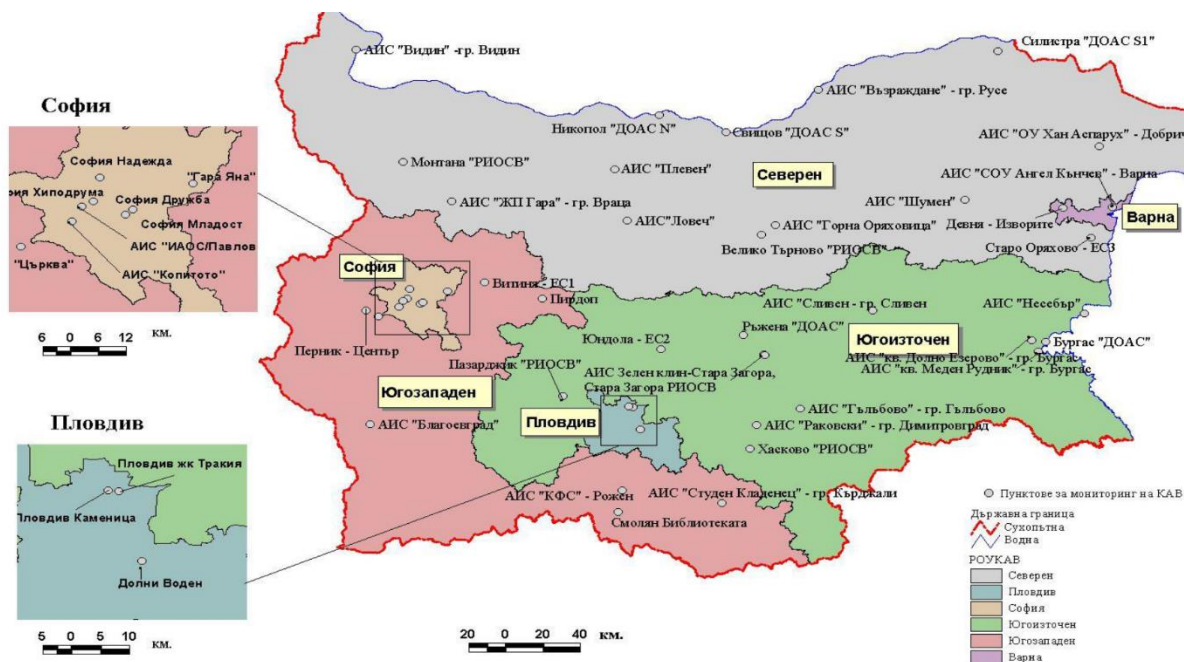 София
София Надежда
"Гара Яна"
рия Хиподрума
София Дружба
София Младост
АИС "ИАОС/Павлов
"Църква"
АИС "Копитото"
6 0 6 12 км.
Пловдив
Пловдив жк Тракия
Пловдив Каменица
Долни Воден
5 0 5 10 км.
АИС "Видин" -гр. Видин
Силистра "ДОАС S1"
АИС "Възраждане" - гр. Русе
Никопол "ДОАС N"
Свищов "ДОАС S"
АИС "ОУ Хан Аспарух" - Добрич
Монтана "РИОСВ"
АИС "Плевен"
Северен
АИС "СОУ Ангел Кънчев" - Варна
АИС "ЖП Гара" - гр. Враца
АИС "Шумен"
АИС"Ловеч"
АИС "Горна Оряховица"
Девня - Изворите
Варна
Велико Търново "РИОСВ"
Старо Оряхово - ЕС3
София
Витиня - ЕС1
Пирдоп
АИС "Сливен - гр. Сливен
АИС "Несебър"
Перник - Център
Юндола - ЕС2
Ръжена "ДОАС"
Югоизточен
Бургас "ДОАС"
Пазарджик "РИОСВ"
АИС Зелен клин-Стара Загора,
Стара Загора РИОСВ
АИС "кв. Долно Езерово" - гр. Бургас
АИС "кв. Меден Рудник" - гр. Бургас
Югозападен
АИС "Благоевград"
Пловдив
АИС "Гълъбово" - гр. Гълъбово
АИС "Раковски" - гр. Димитровград
Хасково "РИОСВ"
АИС "КФС" - Рожен
АИС "Студен Кладенец" - гр. Кърджали
Смолян Библиотеката
20 0 20 40 км.
Пунктове за мониторинг на КАВ
Държавна граница
Сухопътна
Водна
РОУКАВ
Северен
Пловдив
София
Югоизточен
Югозападен
Варна